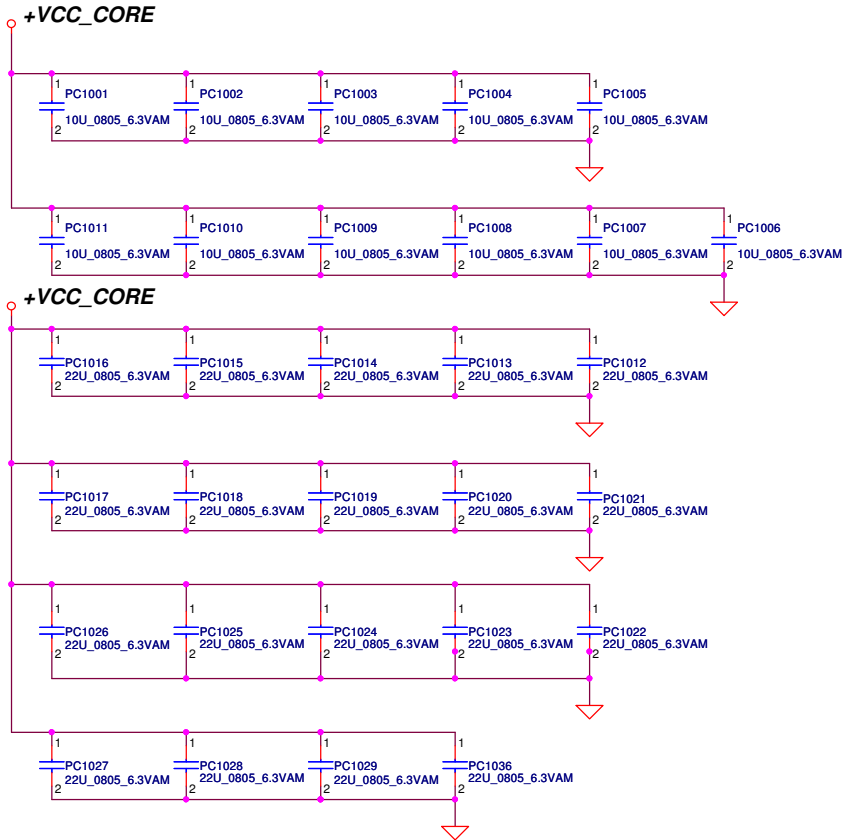 +VCC_CORE
1 1 1 1 1
PC1001 PC1002 PC1003 PC1004 PC1005
10U_0805_6.3VAM 10U_0805_6.3VAM 10U_0805_6.3VAM 10U_0805_6.3VAM 10U_0805_6.3VAM
2 2 2 2 2
1 1 1 1 1 1
PC1011 PC1010 PC1009 PC1008 PC1007 PC1006
10U_0805_6.3VAM 10U_0805_6.3VAM 10U_0805_6.3VAM 10U_0805_6.3VAM 10U_0805_6.3VAM 10U_0805_6.3VAM
2 2 2 2 2 2
+VCC_CORE
1 1 1 1 1
PC1016 PC1015 PC1014 PC1013 PC1012
22U_0805_6.3VAM 22U_0805_6.3VAM 22U_0805_6.3VAM 22U_0805_6.3VAM 22U_0805_6.3VAM
2 2 2 2 2
1 1 1 1 1
PC1017 PC1018 PC1019 PC1020 PC1021
22U_0805_6.3VAM 22U_0805_6.3VAM 22U_0805_6.3VAM 22U_0805_6.3VAM 22U_0805_6.3VAM
2 2 2 2 2
1 1 1 1 1
PC1026 PC1025 PC1024 PC1023 PC1022
22U_0805_6.3VAM 22U_0805_6.3VAM 22U_0805_6.3VAM 22U_0805_6.3VAM 22U_0805_6.3VAM
2 2 2 2 2
1 1 1 1
PC1027 PC1028 PC1029 PC1036
22U_0805_6.3VAM 22U_0805_6.3VAM 22U_0805_6.3VAM 22U_0805_6.3VAM
2 2 2 2